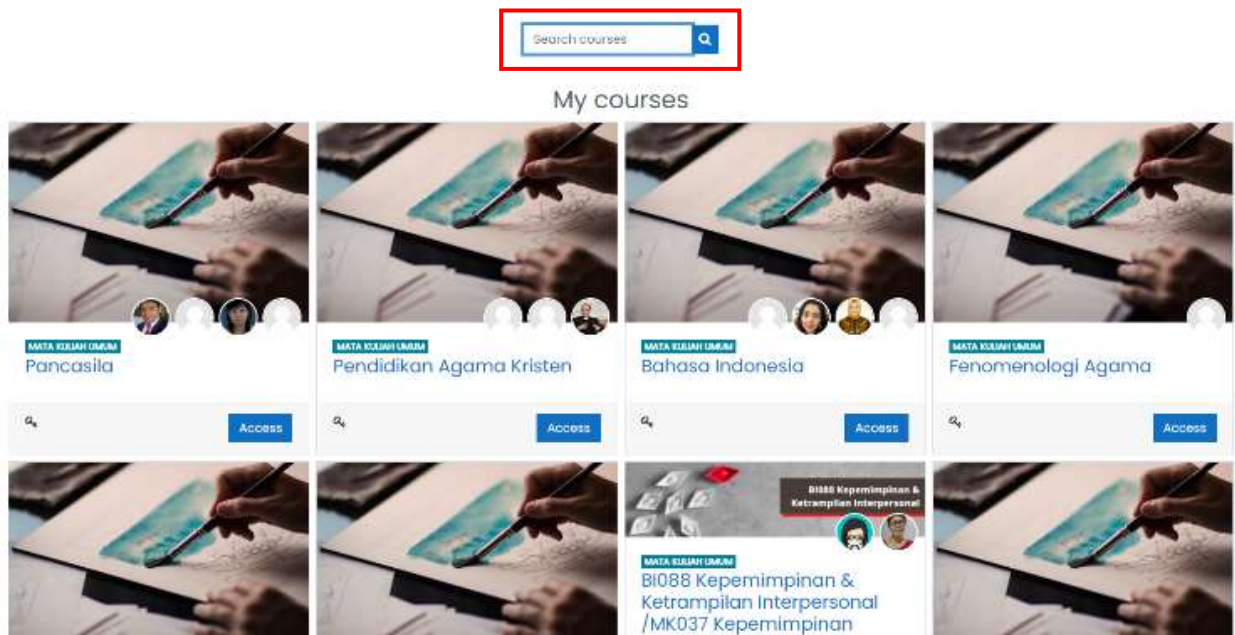 Search courses
My courses
MATA KULIAH UMUM
Pancasila
Access
MATA KULIAH UMUM
Pendidikan Agama Kristen
Access
MATA KULIAH UMUM
Bahasa Indonesia
Access
MATA KULIAH UMUM
Fenomenologi Agama
Access
BI088 Kepemimpinan &
Ketrampilan Interpersonal
MATA KULIAH UMUM
BI088 Kepemimpinan &
Ketrampilan Interpersonal
/MK037 Kepemimpinan